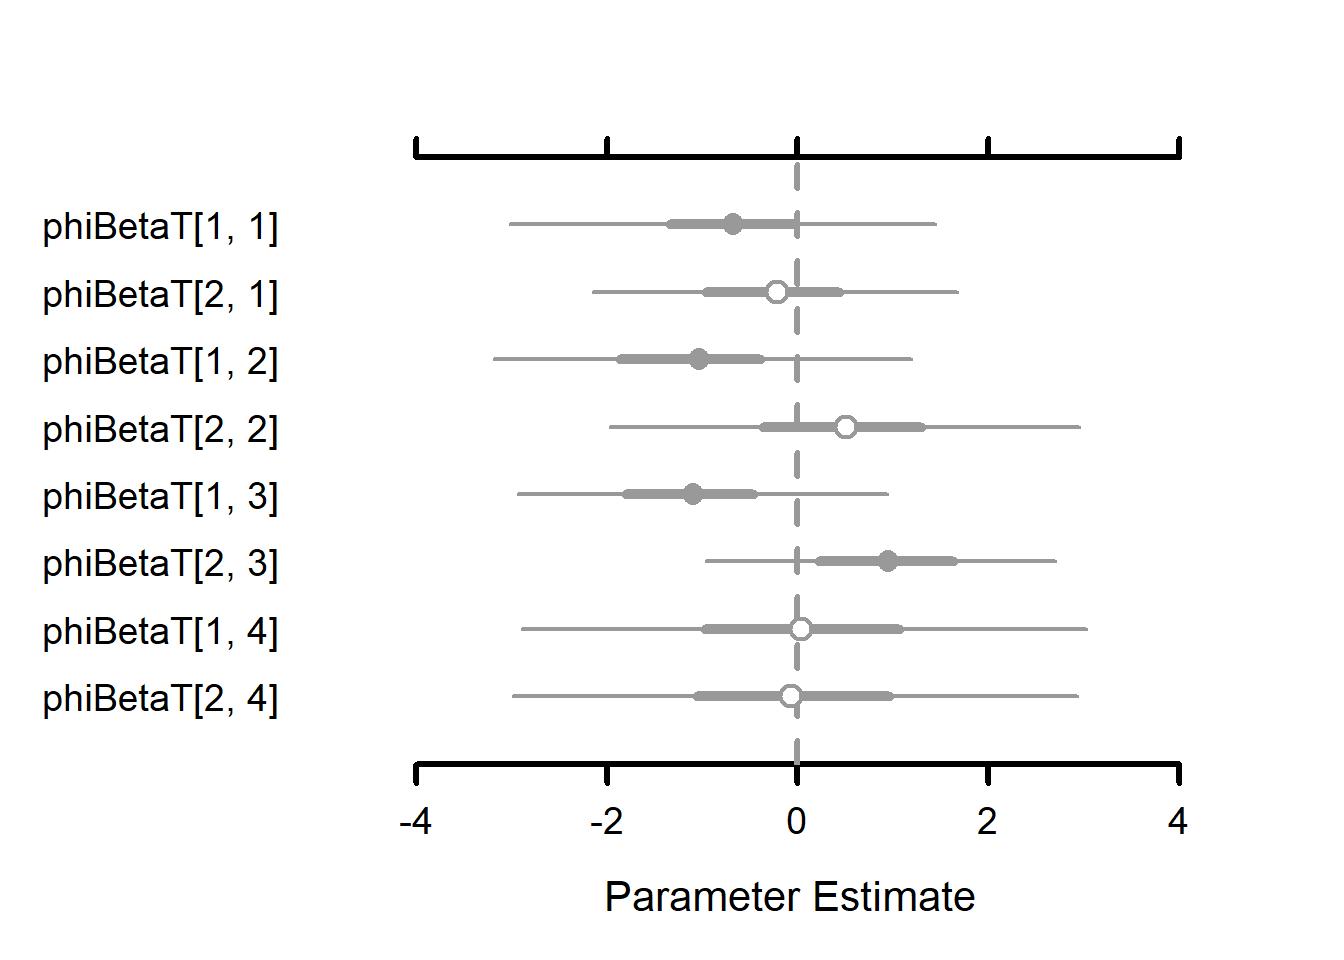 phiBetaT[1, 1]
phiBetaT[2, 1]
phiBetaT[1, 2]
phiBetaT[2, 2]
phiBetaT[1, 3]
phiBetaT[2, 3]
phiBetaT[1, 4]
phiBetaT[2, 4]
-4 -2 0 2 4
Parameter Estimate